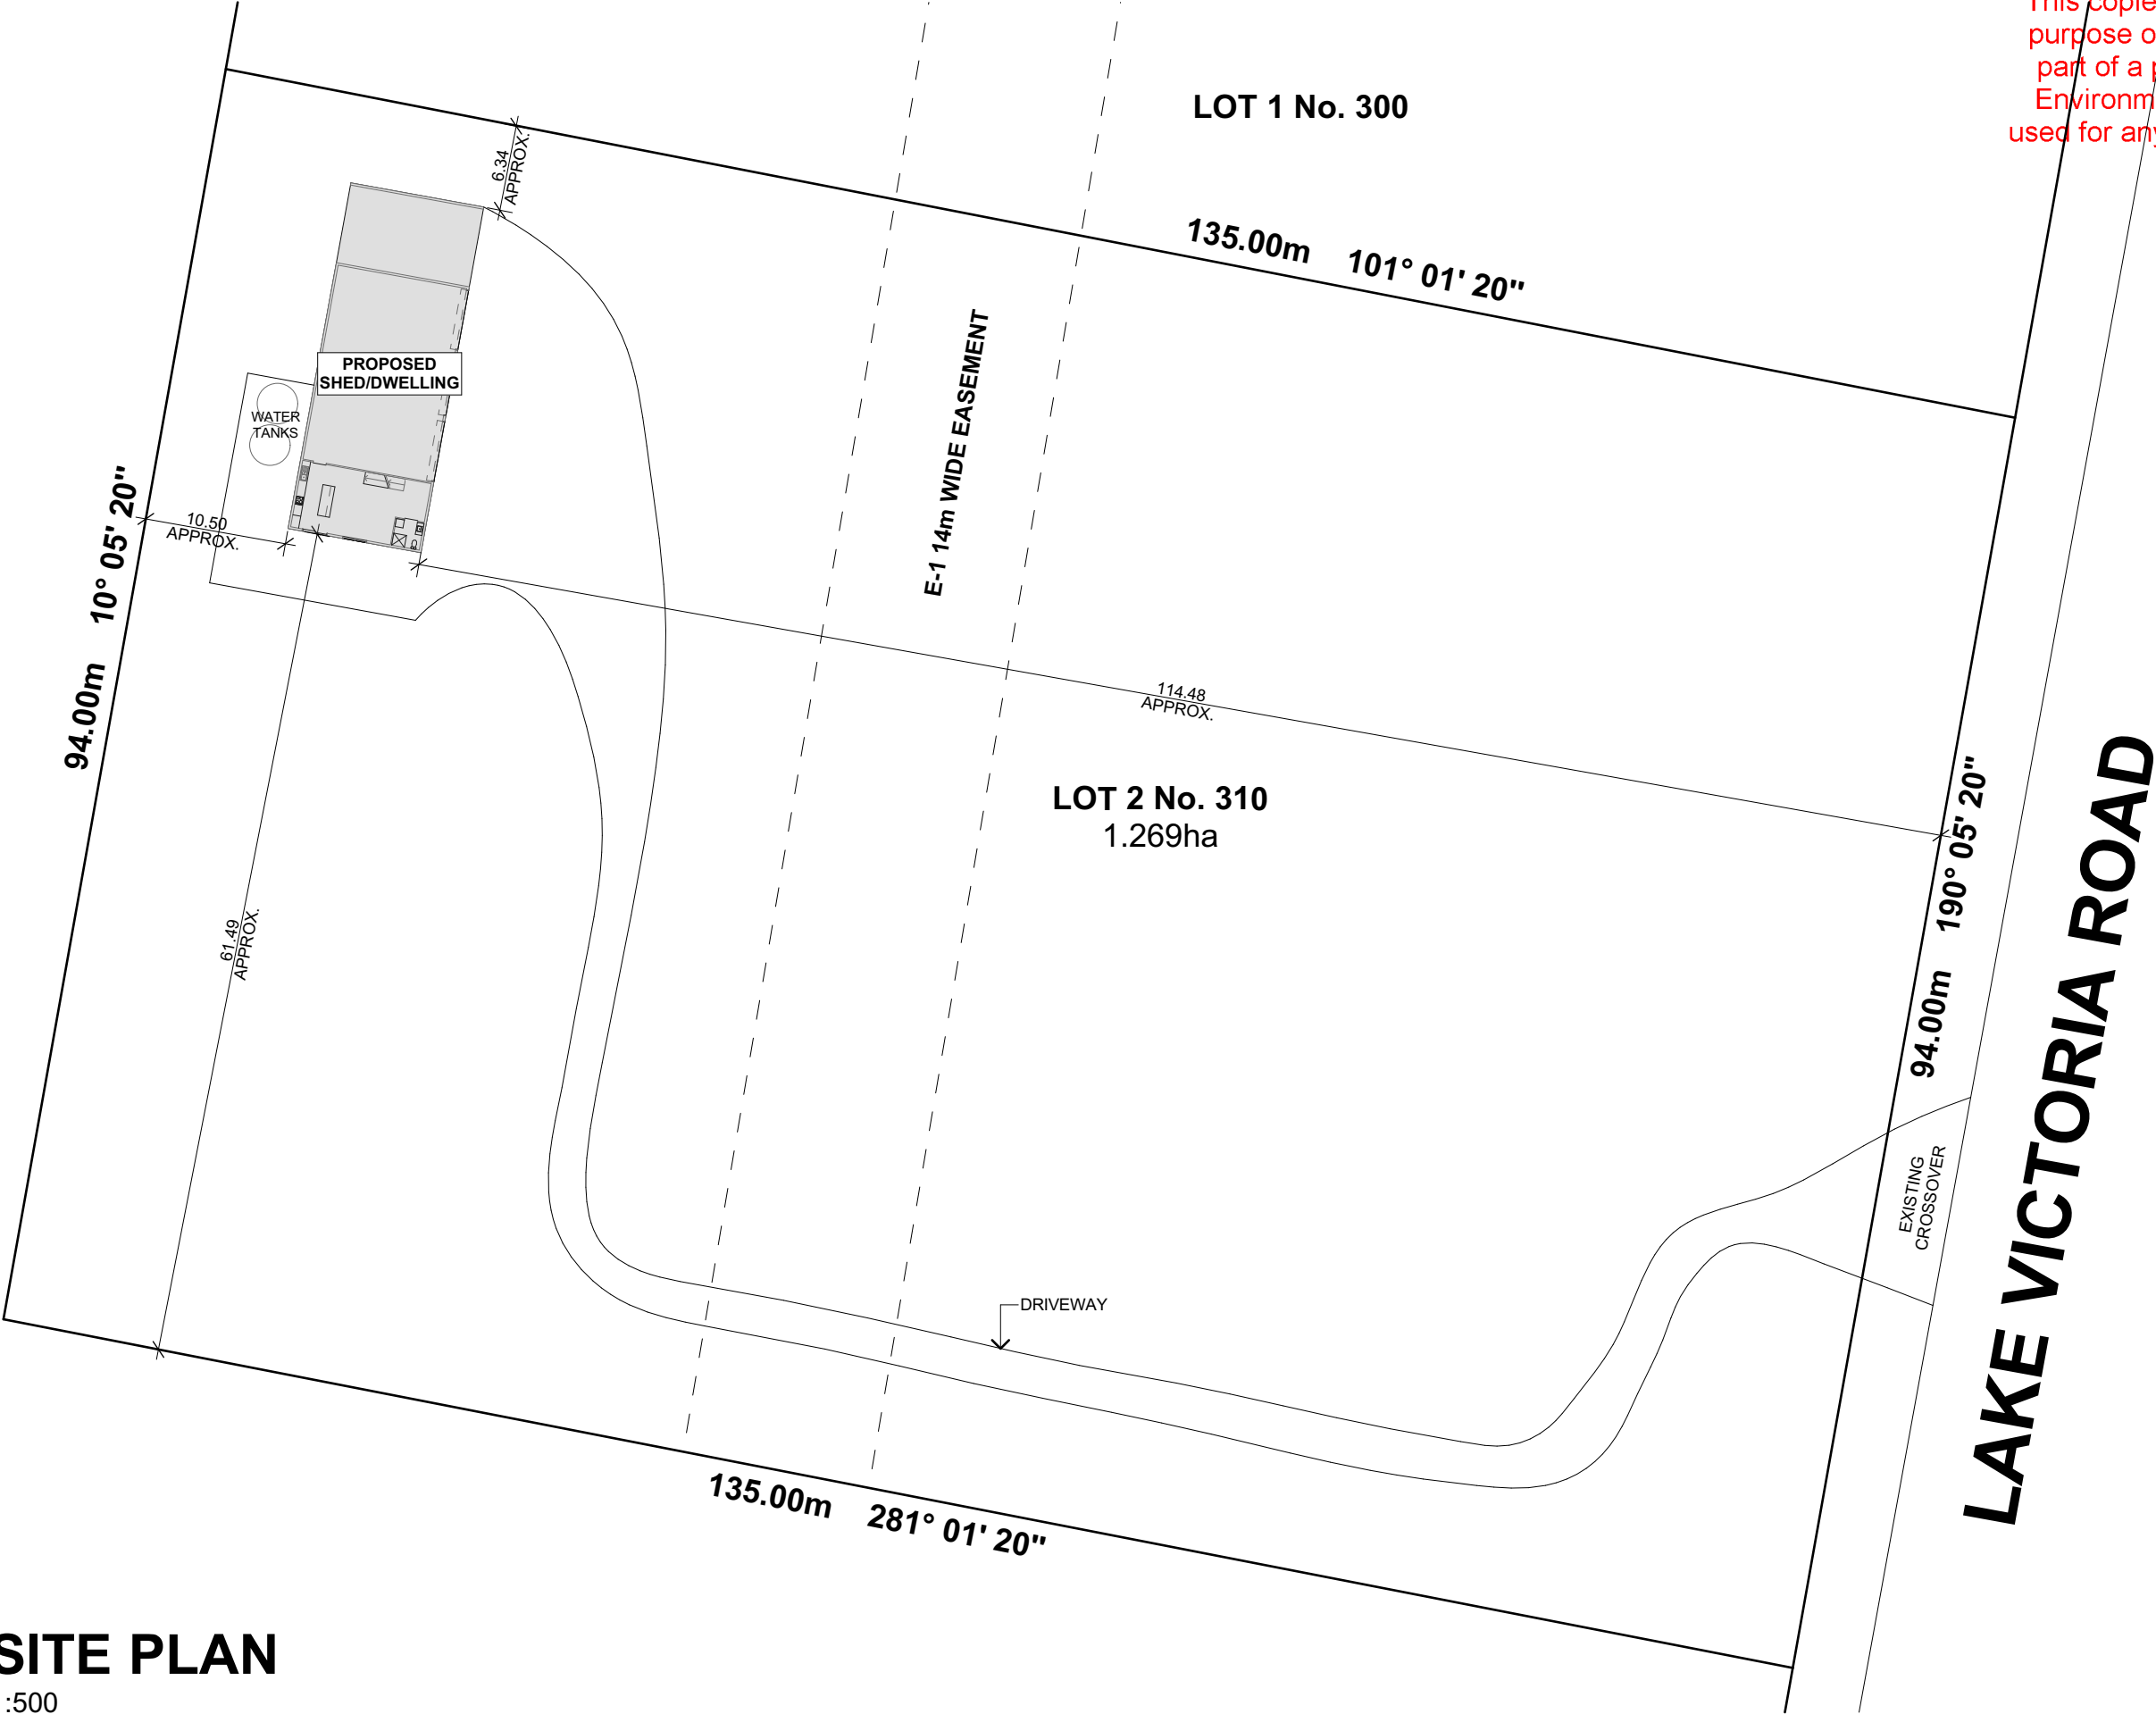 This copie
purpose o
part of a p
Environm
used for any
LOT 1 No. 300
6.34
APPROX.
135.00m 101° 01' 20"
PROPOSED
SHED/DWELLING
WATER
TANKS
E-1 14m WIDE EASEMENT
10.50
APPROX.
94.00m 10° 05' 20"
114.48
APPROX.
LOT 2 No. 310
1.269ha
61.49
APPROX.
94.00m 190° 05' 20"
LAKE VICTORIA ROAD
EXISTING
CROSSOVER
DRIVEWAY
135.00m 281° 01' 20"
SITE PLAN
:500